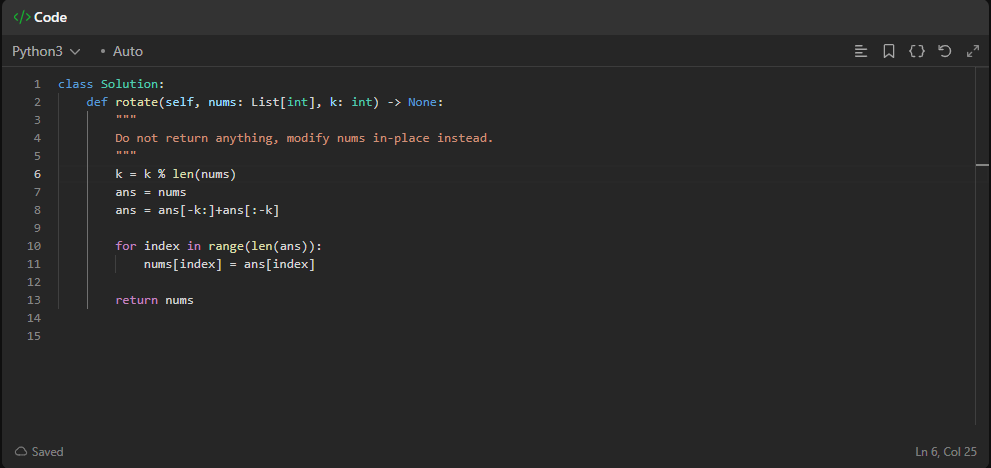 </> Code
Python3 • Auto
1 class Solution:
2     def rotate(self, nums: List[int], k: int) -> None:
3         """
4         Do not return anything, modify nums in-place instead.
5         """
6         k = k % len(nums)
7         ans = nums
8         ans = ans[-k:]+ans[:-k]
9
10         for index in range(len(ans)):
11             nums[index] = ans[index]
12
13         return nums
14
15
Saved Ln 6, Col 25